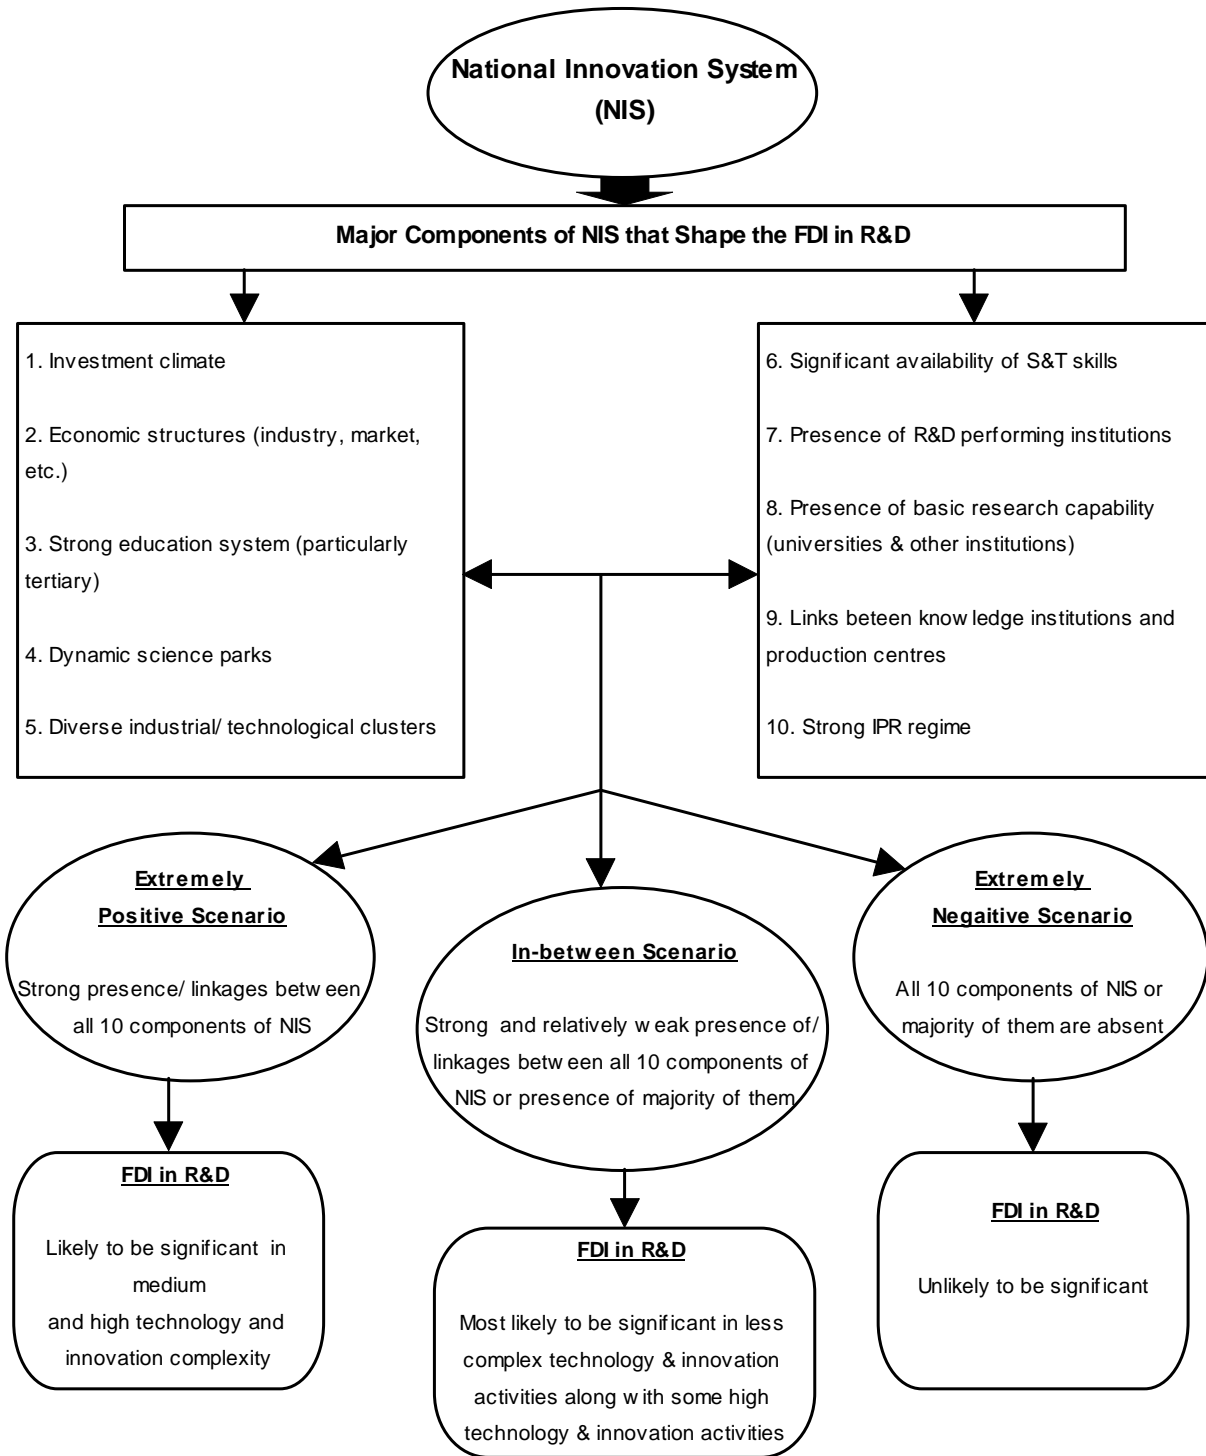 National Innovation System
(NIS)
Major Components of NIS that Shape the FDI in R&D
1. Investment climate
2. Economic structures (industry, market,
etc.)
3. Strong education system (particularly
tertiary)
4. Dynamic science parks
5. Diverse industrial/ technological clusters
6. Significant availability of S&T skills
7. Presence of R&D performing institutions
8. Presence of basic research capability
(universities & other institutions)
9. Links beteen knowledge institutions and
production centres
10. Strong IPR regime
Extremely
Positive Scenario
Strong presence/ linkages between
all 10 components of NIS
In-between Scenario
Strong and relatively weak presence of/
linkages between all 10 components of
NIS or presence of majority of them
Extremely
Negaitive Scenario
All 10 components of NIS or
majority of them are absent
FDI in R&D
Likely to be significant in
medium
and high technology and
innovation complexity
FDI in R&D
Most likely to be significant in less
complex technology & innovation
activities along with some high
technology & innovation activities
FDI in R&D
Unlikely to be significant